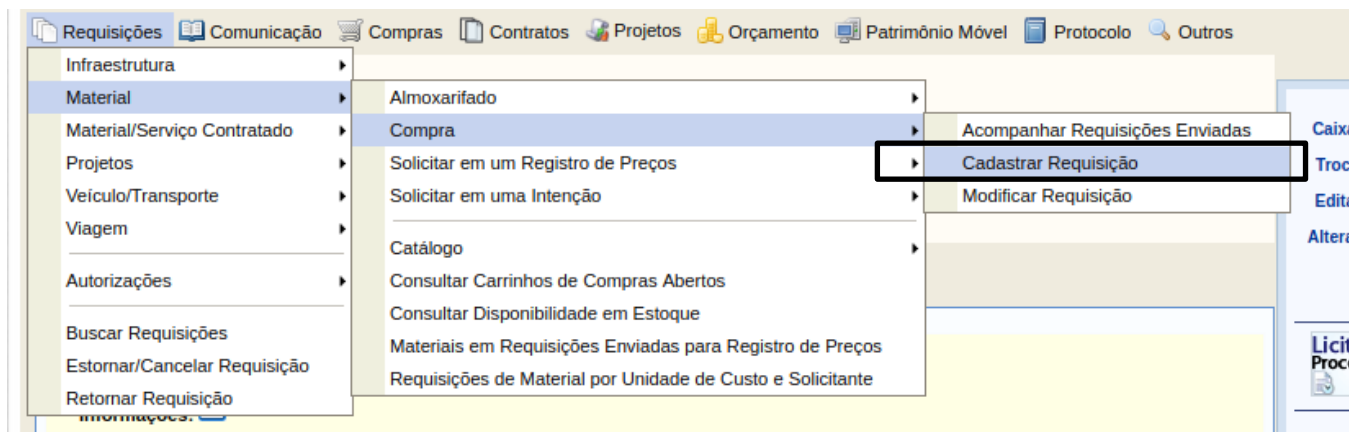 Requisições Comunicação Compras Contratos Projetos Orçamento Patrimônio Móvel Protocolo Outros
Infraestrutura
Material
Material/Serviço Contratado
Projetos
Veículo/Transporte
Viagem
Autorizações
Buscar Requisições
Estornar/Cancelar Requisição
Retornar Requisição
Almoxarifado
Compra
Solicitar em um Registro de Preços
Solicitar em uma Intenção
Catálogo
Consultar Carrinhos de Compras Abertos
Consultar Disponibilidade em Estoque
Materiais em Requisições Enviadas para Registro de Preços
Requisições de Material por Unidade de Custo e Solicitante
Acompanhar Requisições Enviadas
Cadastrar Requisição
Modificar Requisição